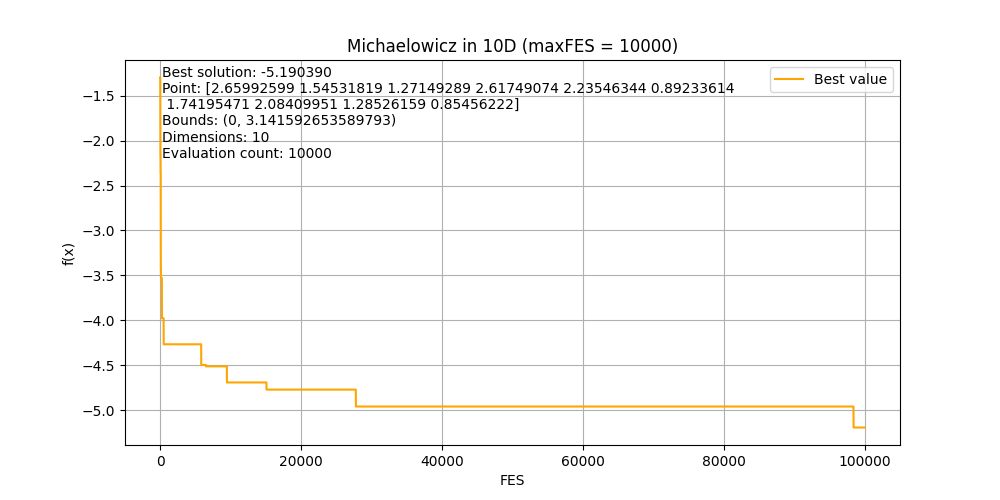 Michaelowicz in 10D (maxFES = 10000)
Best solution: -5.190390
Point: [2.65992599 1.54531819 1.27149289 2.61749074 2.23546344 0.89233614
1.74195471 2.08409951 1.28526159 0.85456222]
Bounds: (0, 3.141592653589793)
Dimensions: 10
Evaluation count: 10000
Best value
−1.5
−2.0
−2.5
−3.0
−3.5
−4.0
−4.5
−5.0
f(x)
0 20000 40000 60000 80000 100000
FES